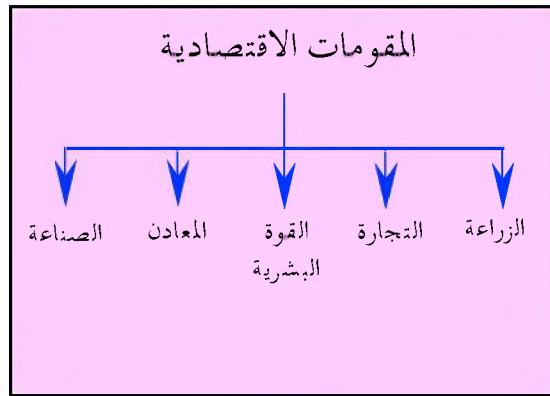 المقومات الاقتصادية
الزراعة
التجارة
القوة
البشرية
المعادن
الصناعة